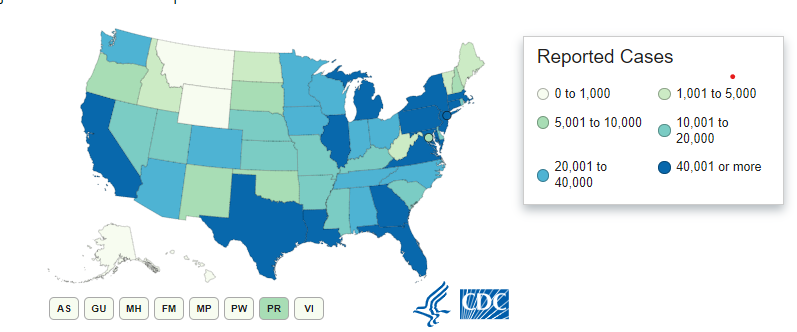 Reported Cases
0 to 1,000
1,001 to 5,000
5,001 to 10,000
10,001 to
20,000
20,001 to
40,000
40,001 or more
AS GU MH FM MP PW PR VI
CDC